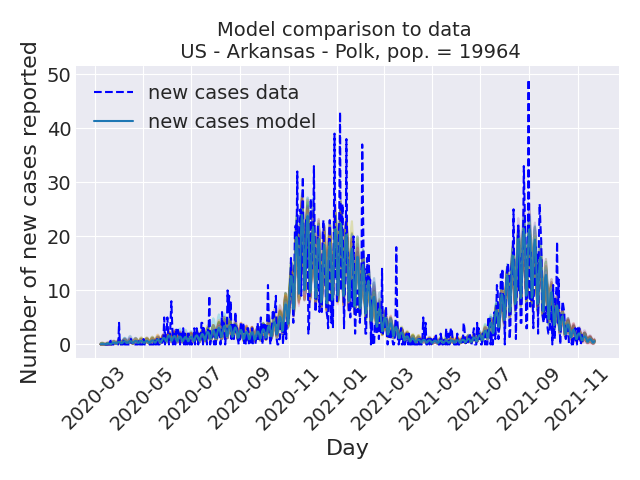 Model comparison to data
US - Arkansas - Polk, pop. = 19964
Number of new cases reported
50
40
30
20
10
0
new cases data
new cases model
2020-03
2020-05
2020-07
2020-09
2020-11
2021-01
2021-03
2021-05
2021-07
2021-09
2021-11
Day